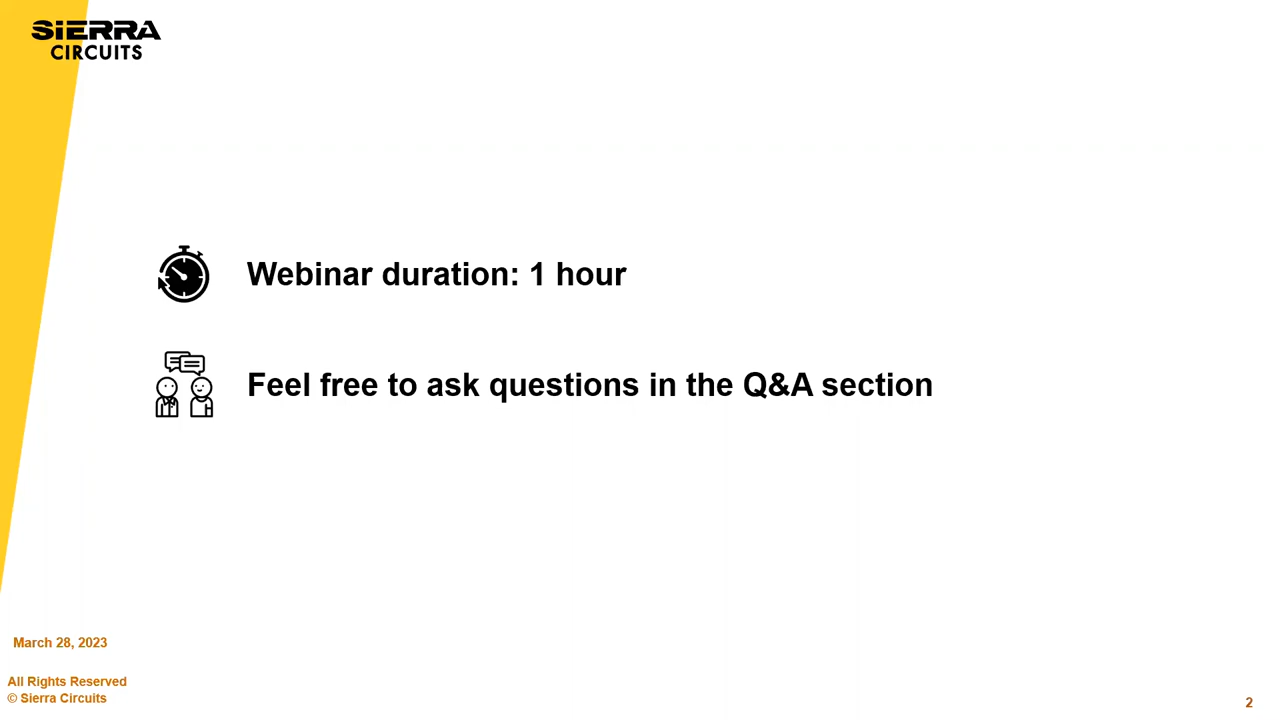 SIERRA
CIRCUITS
Webinar duration: 1 hour
Feel free to ask questions in the Q&A section
March 28, 2023
All Rights Reserved
© Sierra Circuits
2